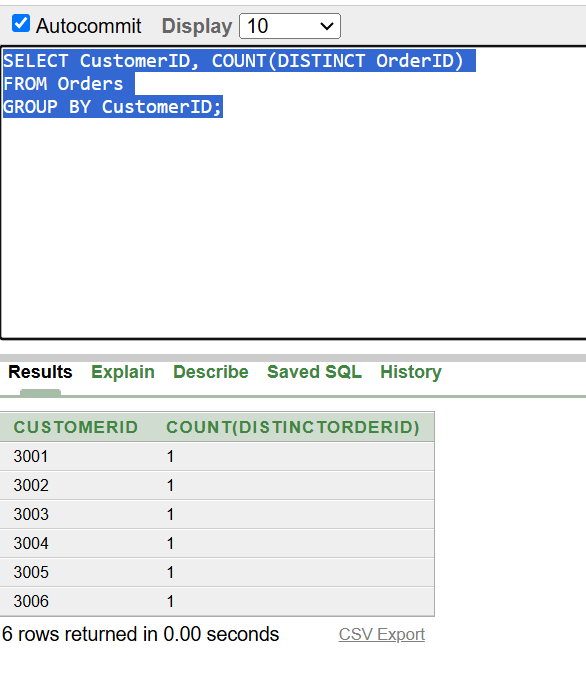 Autocommit Display 10
SELECT CustomerID, COUNT(DISTINCT OrderID)
FROM Orders
GROUP BY CustomerID;
Results Explain Describe Saved SQL History
CUSTOMERID COUNT(DISTINCTORDERID)
3001 1
3002 1
3003 1
3004 1
3005 1
3006 1
6 rows returned in 0.00 seconds CSV Export